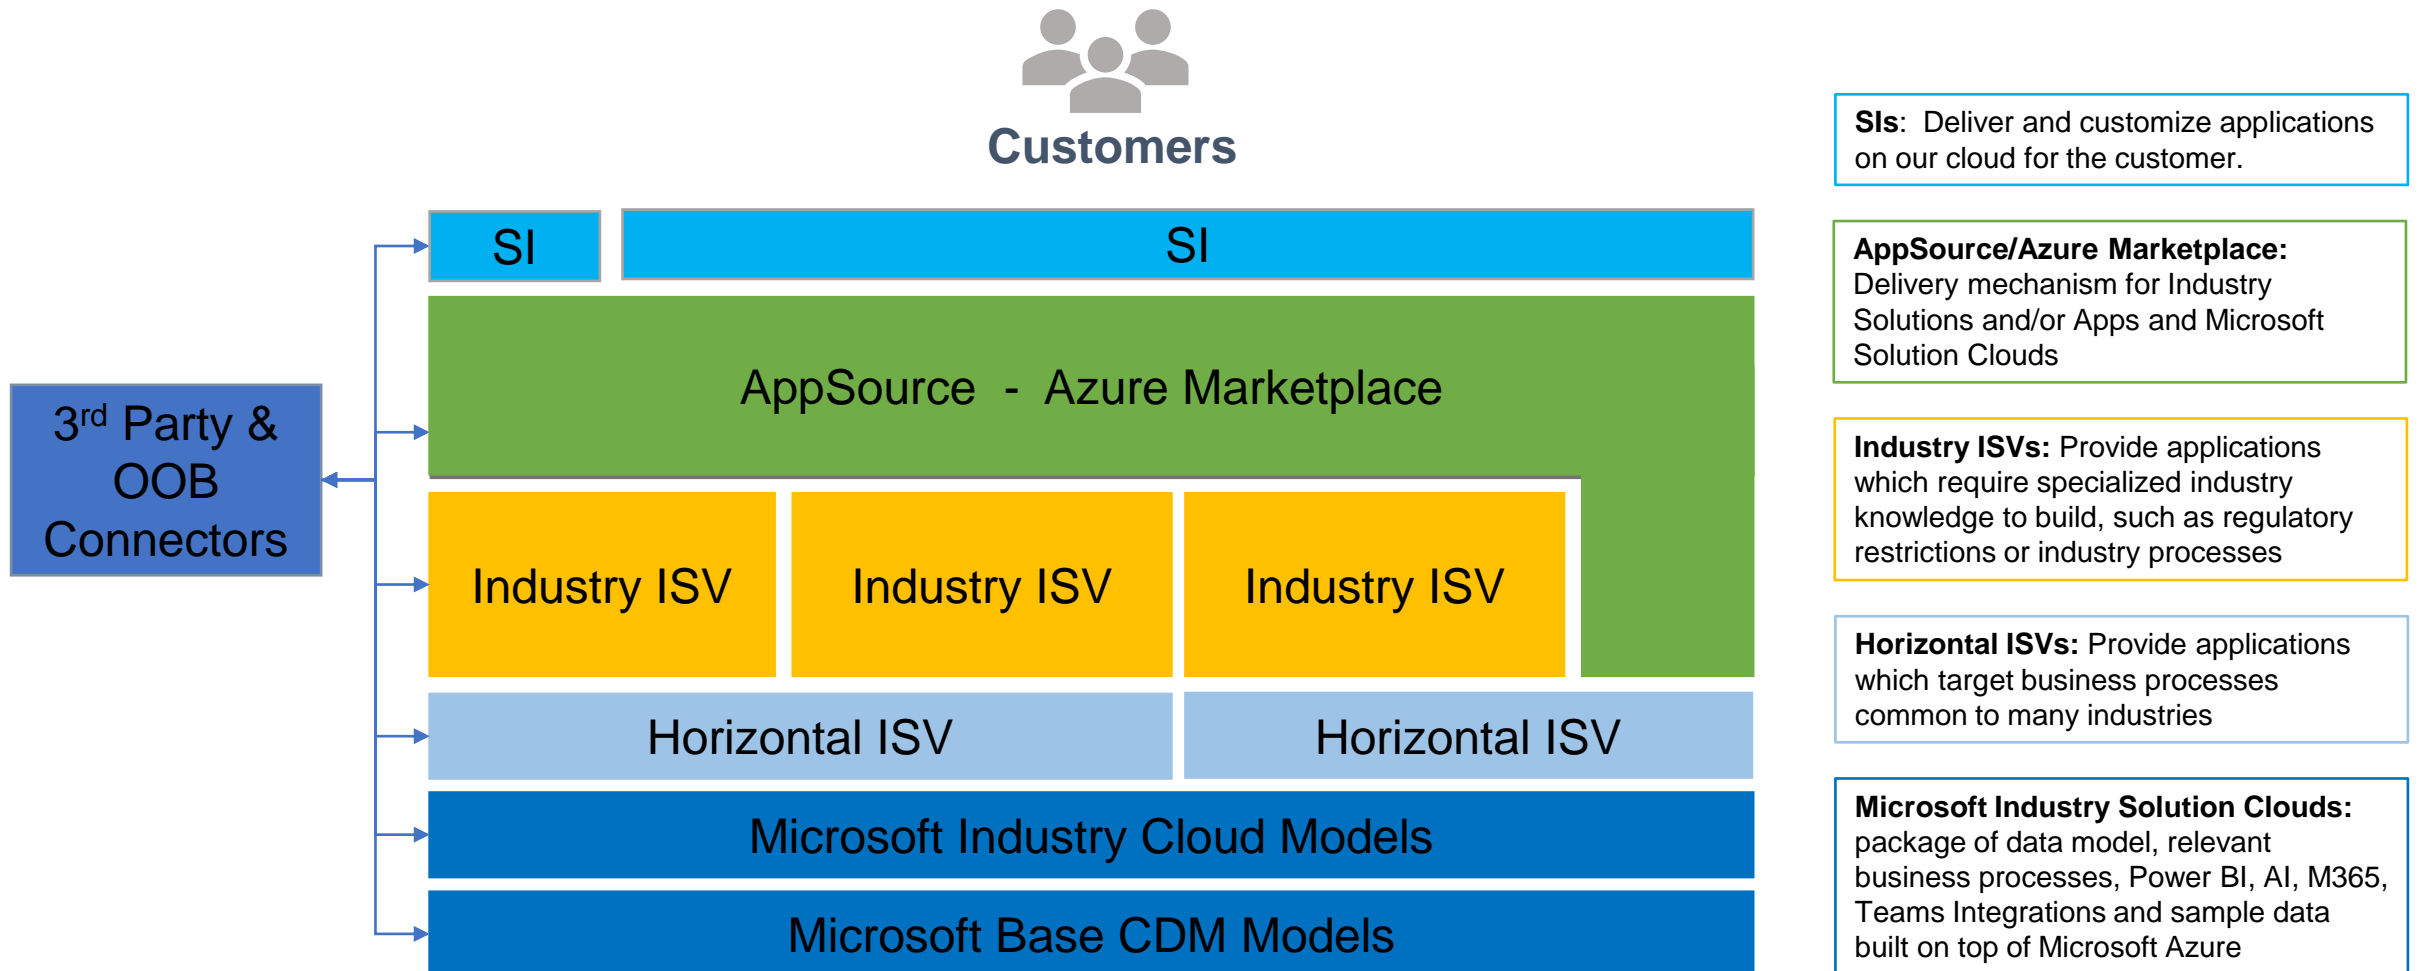 Customers
SI
SI
AppSource - Azure Marketplace
3rd Party &
OOB
Connectors
Industry ISV
Industry ISV
Industry ISV
Horizontal ISV
Horizontal ISV
Microsoft Industry Cloud Models
Microsoft Base CDM Models
SIs: Deliver and customize applications
on our cloud for the customer.
AppSource/Azure Marketplace:
Delivery mechanism for Industry
Solutions and/or Apps and Microsoft
Solution Clouds
Industry ISVs: Provide applications
which require specialized industry
knowledge to build, such as regulatory
restrictions or industry processes
Horizontal ISVs: Provide applications
which target business processes
common to many industries
Microsoft Industry Solution Clouds:
package of data model, relevant
business processes, Power BI, AI, M365,
Teams Integrations and sample data
built on top of Microsoft Azure